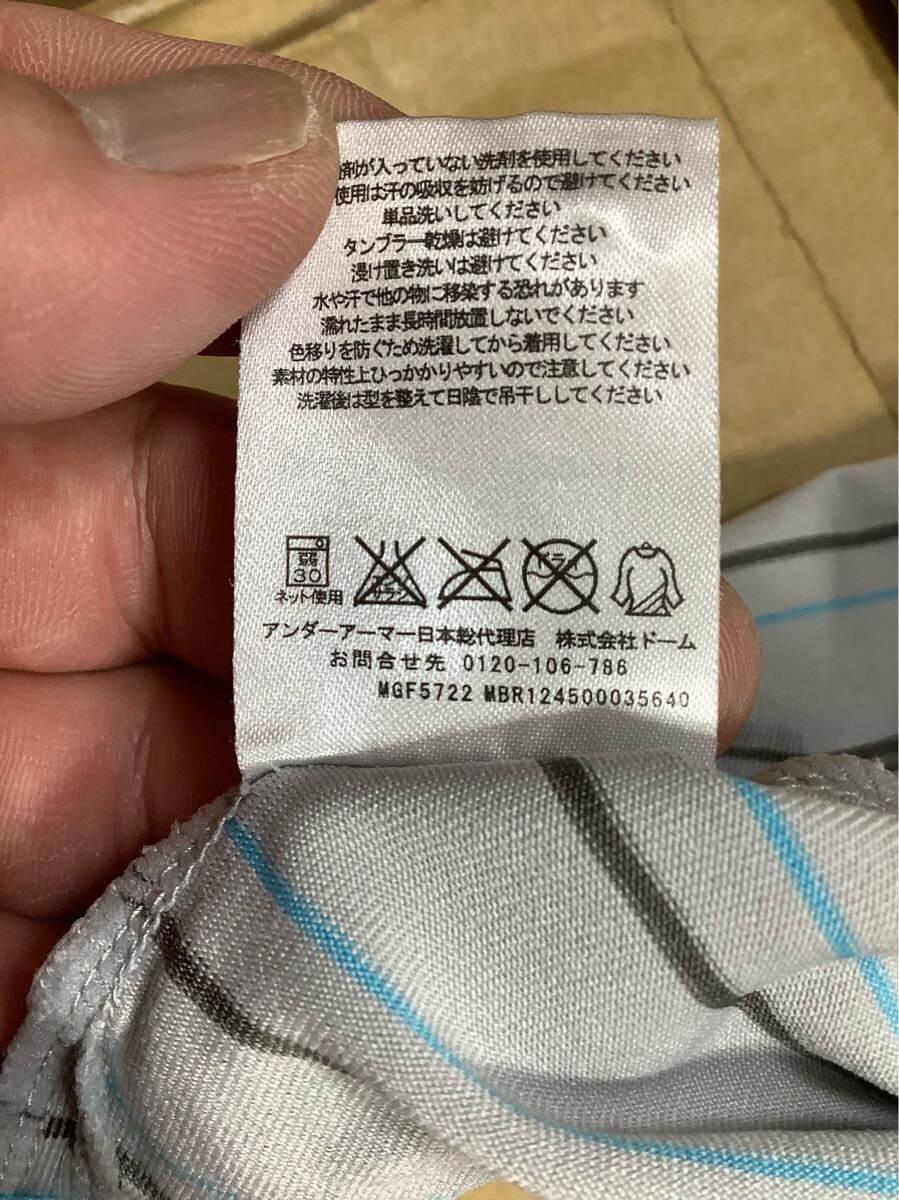 剤が入っていない洗剤を使用してください
使用は汗の吸収を妨げるので避けてください
単品洗いしてください
タンブラー乾燥は避けてください
浸け置き洗いは避けてください
水や汗で他の物に移染する恐れがあります
濡れたまま長時間放置しないでください
色移りを防ぐため洗濯してから着用してください
素材の特性上ひっかかりやすいので注意してください
洗濯後は型を整えて日陰で吊干ししてください
弱
30
ネット使用
エンソ
サラシ
ドライ
アンダーアーマー日本総代理店 株式会社ドーム
お問合せ先 0120-106-786
MGF5722 MBR124500035640